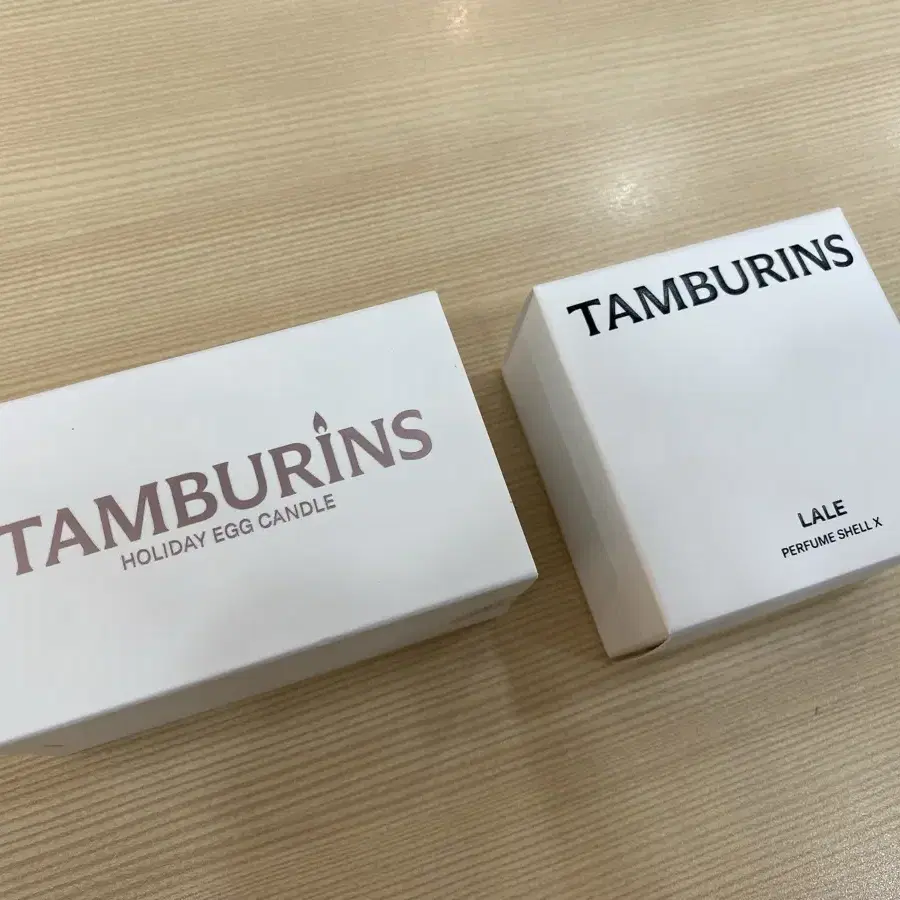 TAMBURINS
HOLIDAY EGG CANDLE
TAMBURINS
LALE
PERFUME SHELL X